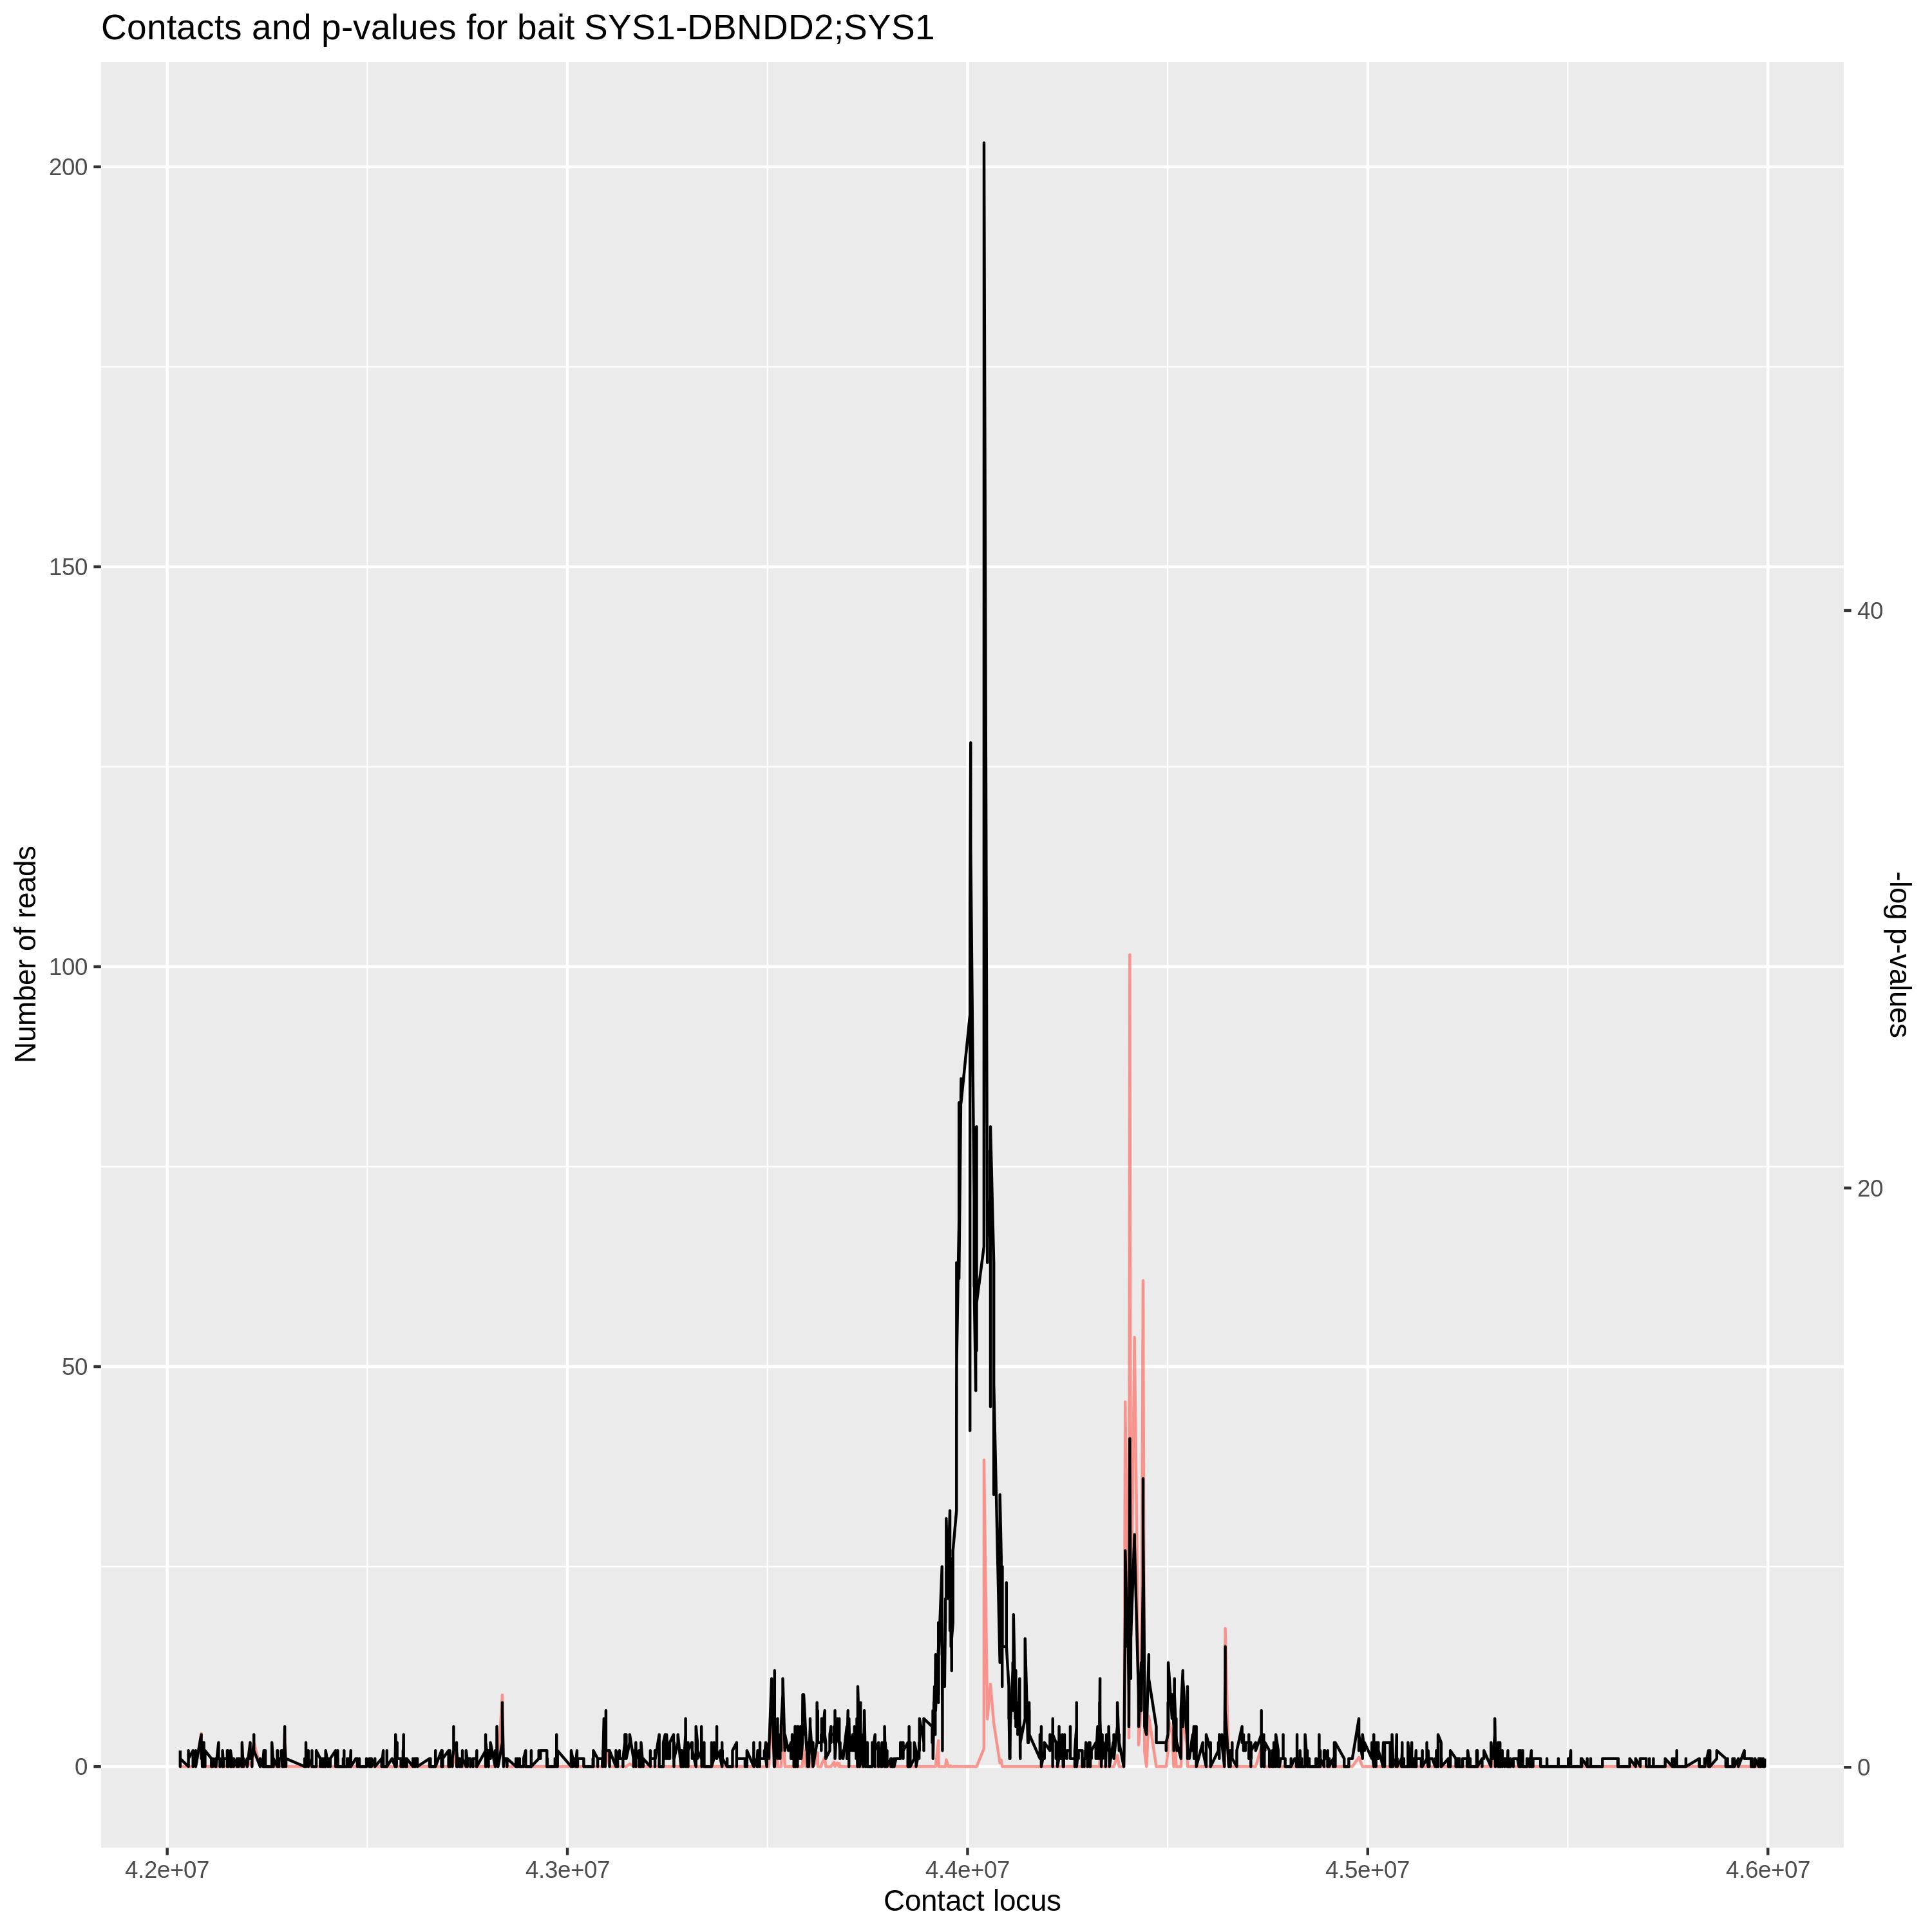 Contacts and p-values for bait SYS1-DBNDD2;SYS1
Number of reads
200
150
100
50
0
40
20
0
-log p-values
4.2e+07 4.3e+07 4.4e+07 4.5e+07 4.6e+07
Contact locus